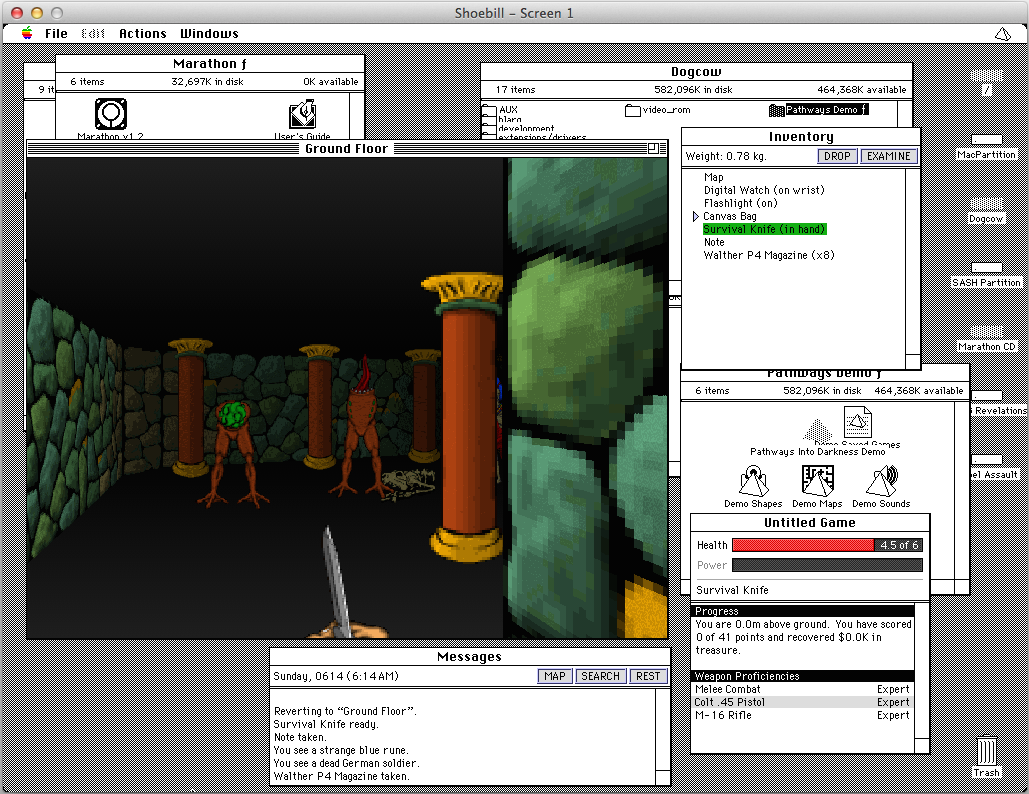 Shoebill - Screen 1
File Edit Actions Windows
Marathon ƒ
6 items 32,697K in disk 0K available
Marathon v1.2 User's Guide
9 it
Dogcow
17 items 582,096K in disk 464,368K available
AUX
blarg
development
extensions/drivers
video_rom
Pathways Demo ƒ
Ground Floor
Inventory
Weight: 0.78 kg. DROP EXAMINE
Map
Digital Watch (on wrist)
Flashlight (on)
Canvas Bag
Survival Knife (in hand)
Note
Walther P4 Magazine (x8)
/
MacPartition
Dogcow
SASH Partition
Marathon CD
Revelations
el Assault
Trash
Pathways Demo ƒ
6 items 582,096K in disk 464,368K available
Demo Saved Games
Pathways Into Darkness Demo
Demo Shapes Demo Maps Demo Sounds
Untitled Game
Health 4.5 of 6
Power
Survival Knife
Progress
You are 0.0m above ground. You have scored
0 of 41 points and recovered $0.0K in
treasure.
Weapon Proficiencies
Melee Combat Expert
Colt .45 Pistol Expert
M-16 Rifle Expert
Messages
Sunday, 0614 (6:14 AM) MAP SEARCH REST
Reverting to “Ground Floor”.
Survival Knife ready.
Note taken.
You see a strange blue rune.
You see a dead German soldier.
Walther P4 Magazine taken.